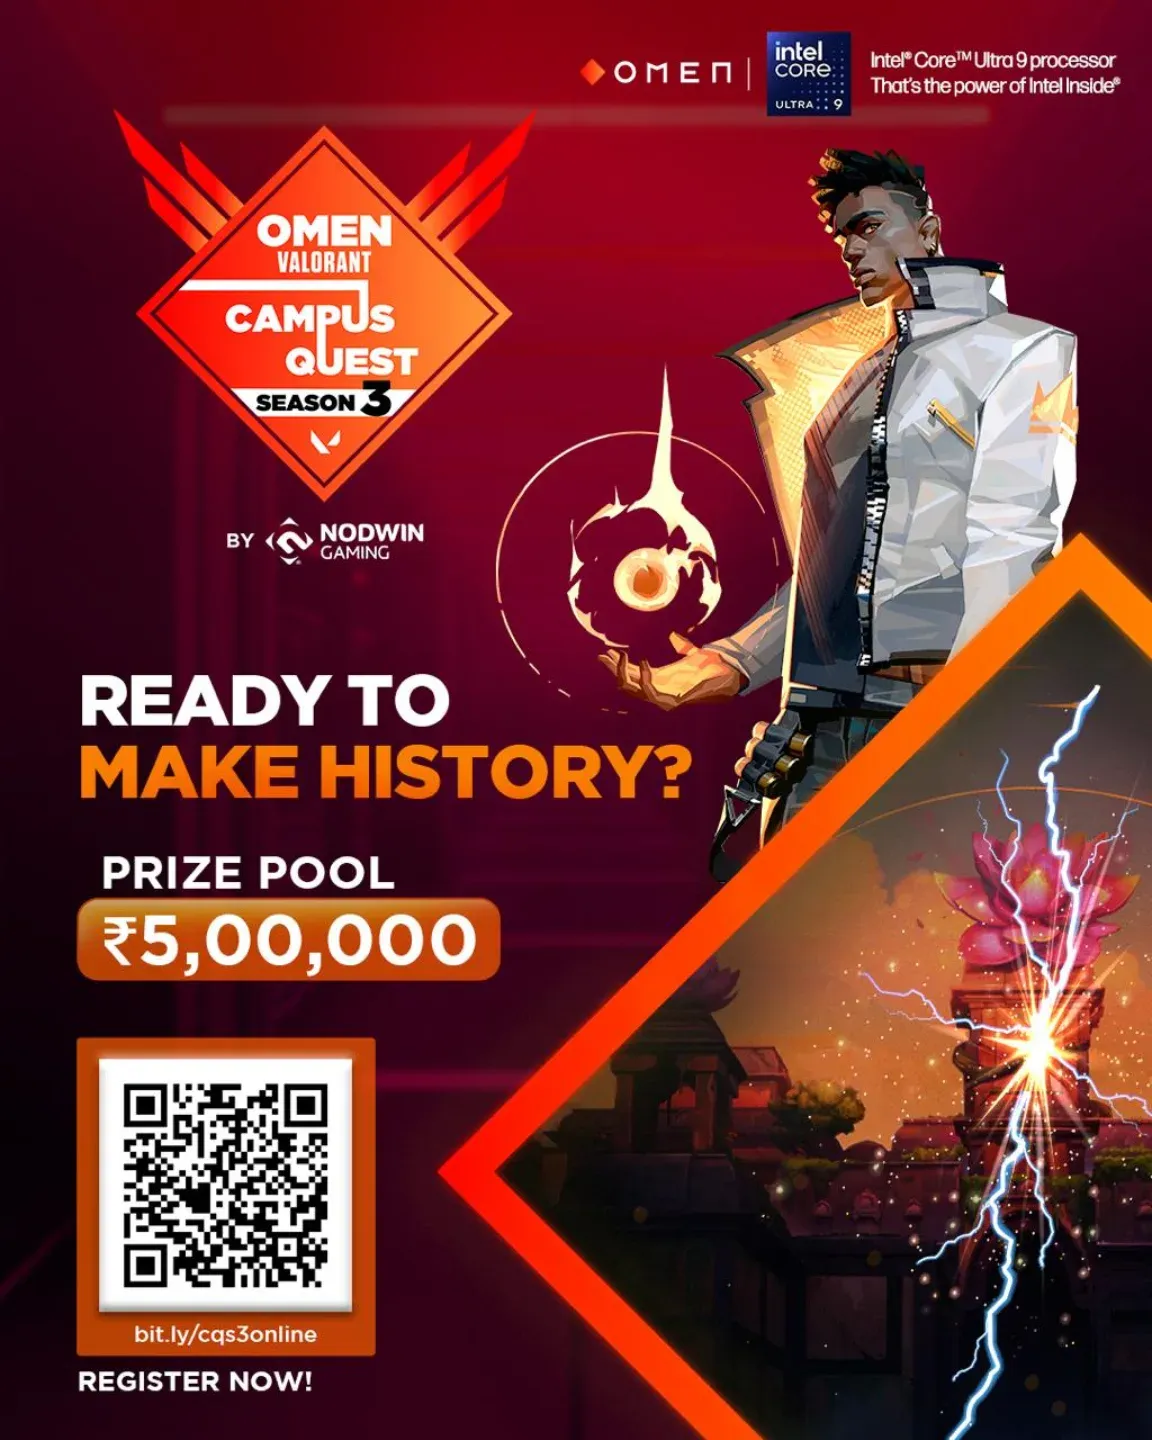 OMEN
intel
CORE
ULTRA 9
Intel® Core™ Ultra 9 processor
That's the power of Intel Inside®
OMEN
VALORANT
CAMPUS
QUEST
SEASON 3
BY NODWIN
GAMING
READY TO
MAKE HISTORY?
PRIZE POOL
₹5,00,000
bit.ly/cqs3online
REGISTER NOW!